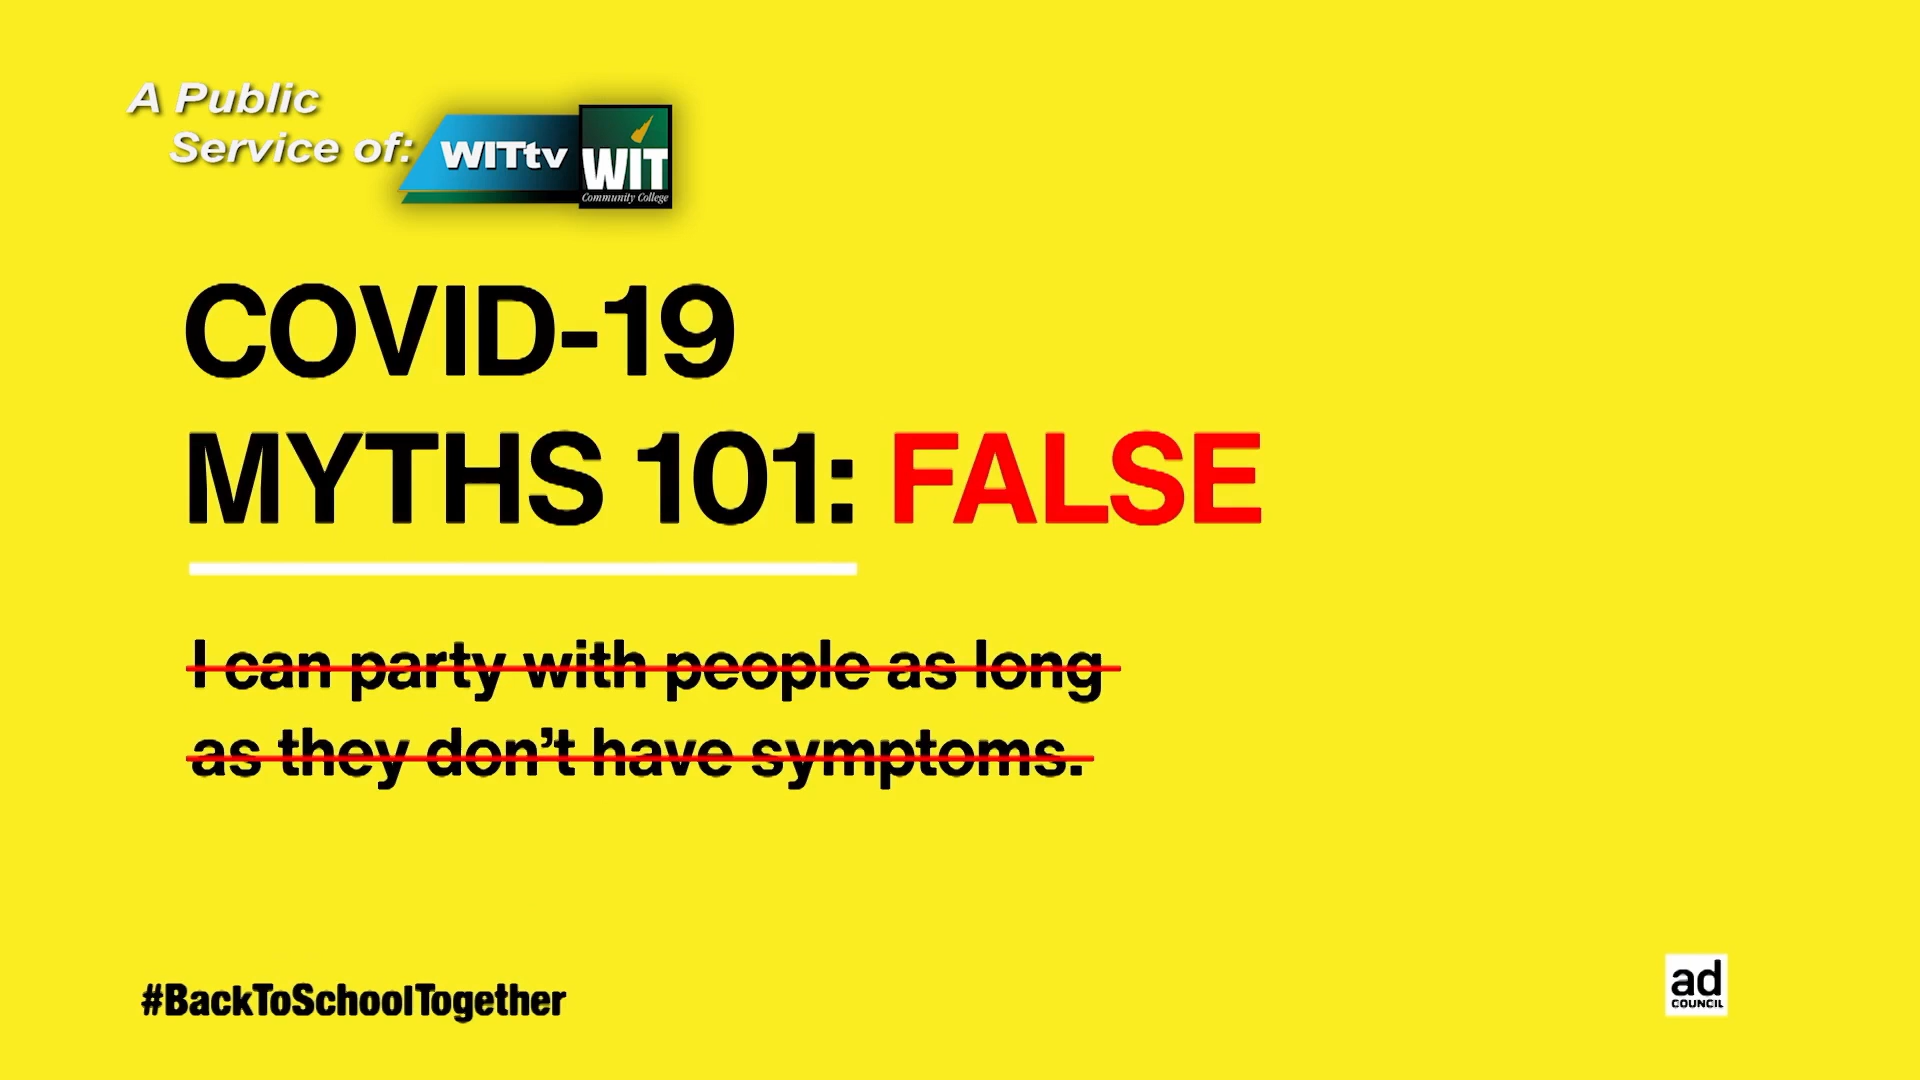 A Public
Service of:
WITtv
WIT
Community College
COVID-19
MYTHS 101: FALSE
I can party with people as long
as they don't have symptoms.
#BackToSchoolTogether
ad
COUNCIL